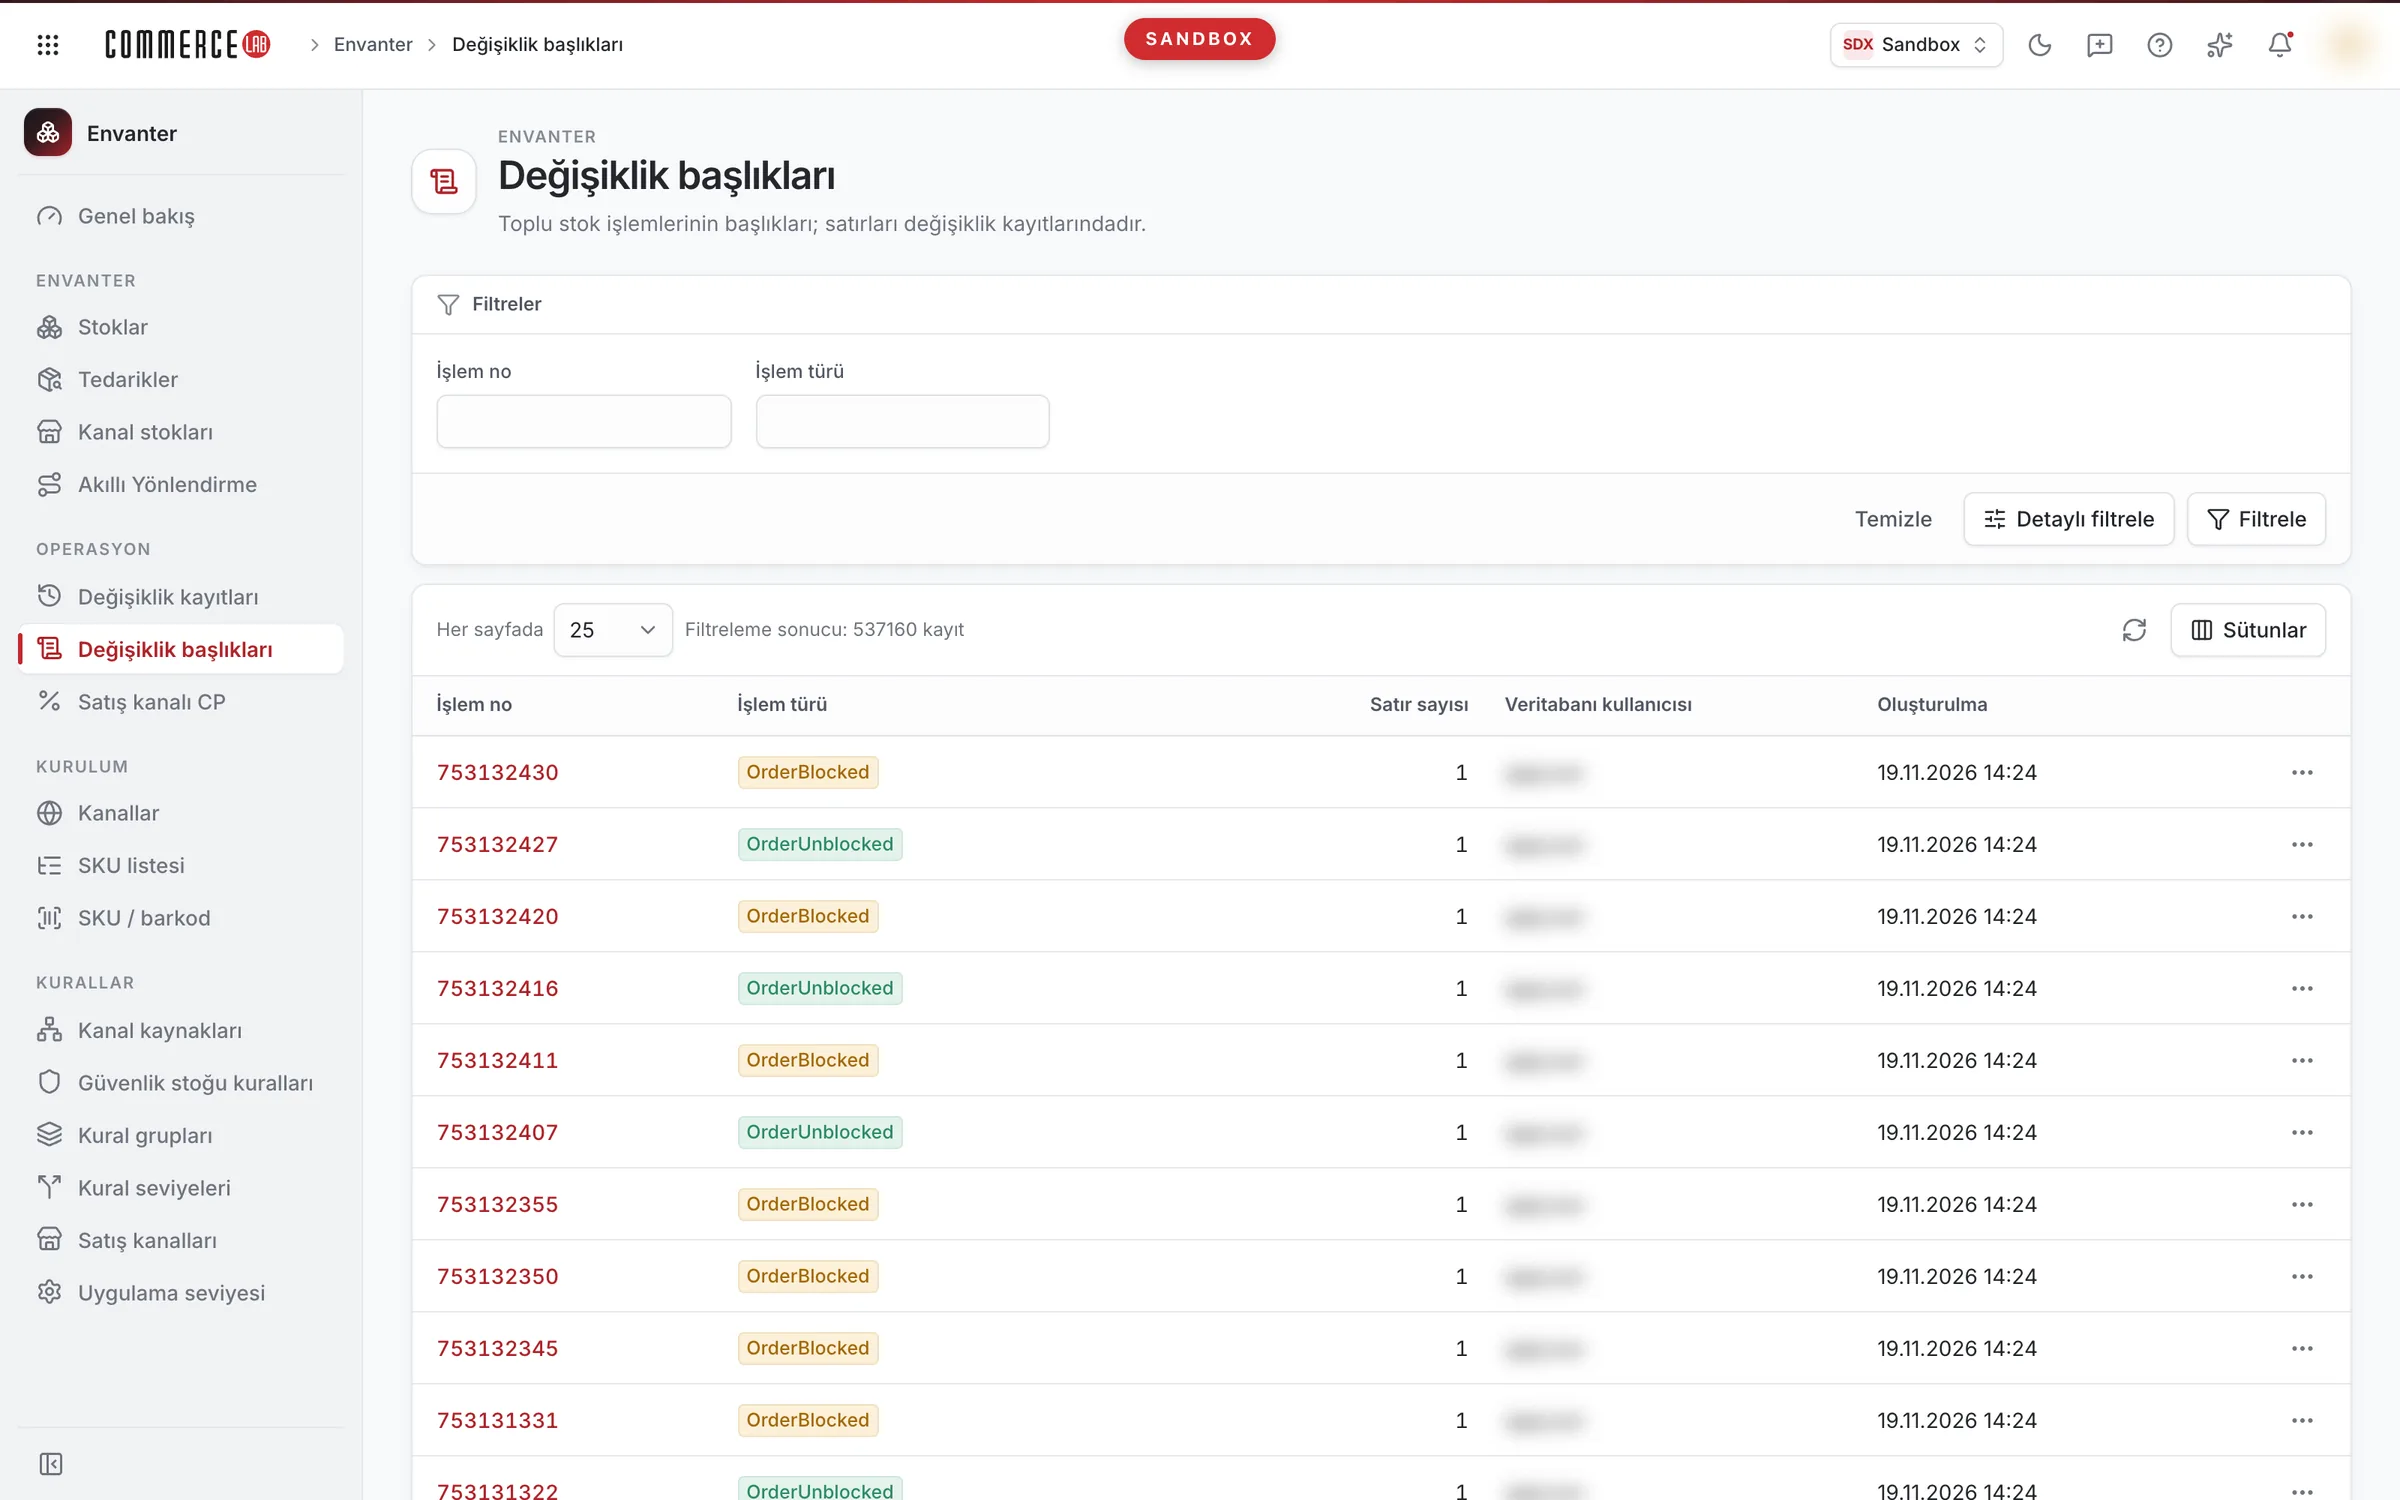 COMMERCE LAB
Envanter
Değişiklik başlıkları
SANDBOX
SDX Sandbox
Envanter
Genel bakış
ENVANTER
Stoklar
Tedarikler
Kanal stokları
Akıllı Yönlendirme
OPERASYON
Değişiklik kayıtları
Değişiklik başlıkları
Satış kanalı CP
KURULUM
Kanallar
SKU listesi
SKU / barkod
KURALLAR
Kanal kaynakları
Güvenlik stoğu kuralları
Kural grupları
Kural seviyeleri
Satış kanalları
Uygulama seviyesi
ENVANTER
Değişiklik başlıkları
Toplu stok işlemlerinin başlıkları; satırları değişiklik kayıtlarındadır.
Filtreler
İşlem no İşlem türü
Temizle Detaylı filtrele Filtrele
Her sayfada 25 Filtreleme sonucu: 537160 kayıt Sütunlar
İşlem no İşlem türü Satır sayısı Veritabanı kullanıcısı Oluşturulma
753132430 OrderBlocked 1 19.11.2026 14:24
753132427 OrderUnblocked 1 19.11.2026 14:24
753132420 OrderBlocked 1 19.11.2026 14:24
753132416 OrderUnblocked 1 19.11.2026 14:24
753132411 OrderBlocked 1 19.11.2026 14:24
753132407 OrderUnblocked 1 19.11.2026 14:24
753132355 OrderBlocked 1 19.11.2026 14:24
753132350 OrderBlocked 1 19.11.2026 14:24
753132345 OrderBlocked 1 19.11.2026 14:24
753131331 OrderBlocked 1 19.11.2026 14:24
753131322 OrderUnblocked 1 19.11.2026 14:24